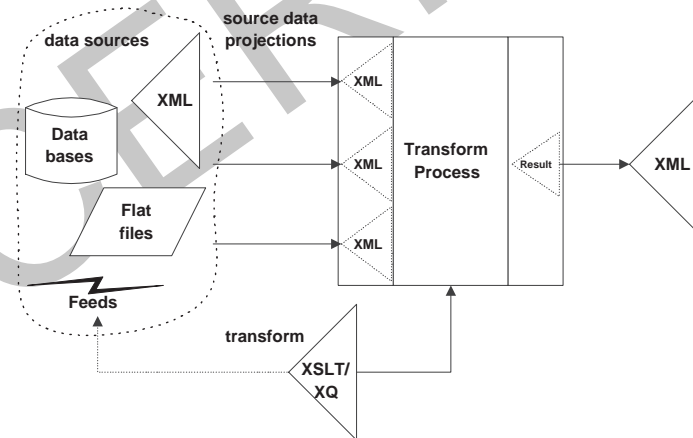 source data
projections
data sources
XML
Data
bases
Flat
files
Feeds
XML
XML
XML
Transform
Process
Result
XML
transform
XSLT/
XQ